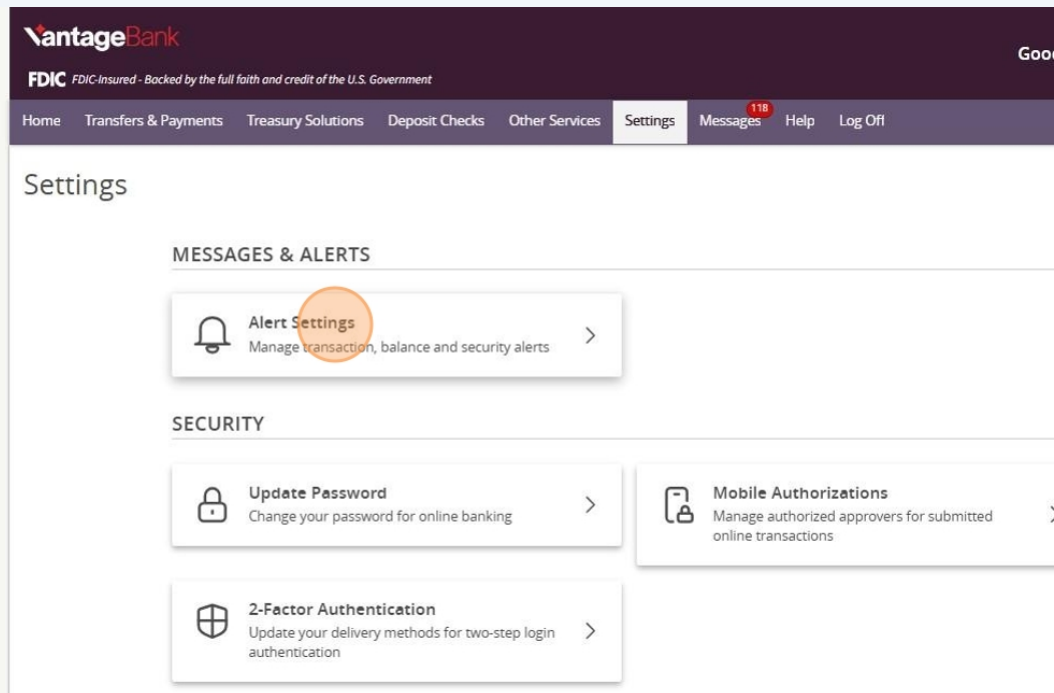 VantageBank
FDIC FDIC-Insured - Backed by the full faith and credit of the U.S. Government
Home Transfers & Payments Treasury Solutions Deposit Checks Other Services Settings Messages 118 Help Log Off
Settings
MESSAGES & ALERTS
Alert Settings
Manage transaction, balance and security alerts
SECURITY
Update Password
Change your password for online banking
Mobile Authorizations
Manage authorized approvers for submitted
online transactions
2-Factor Authentication
Update your delivery methods for two-step login
authentication